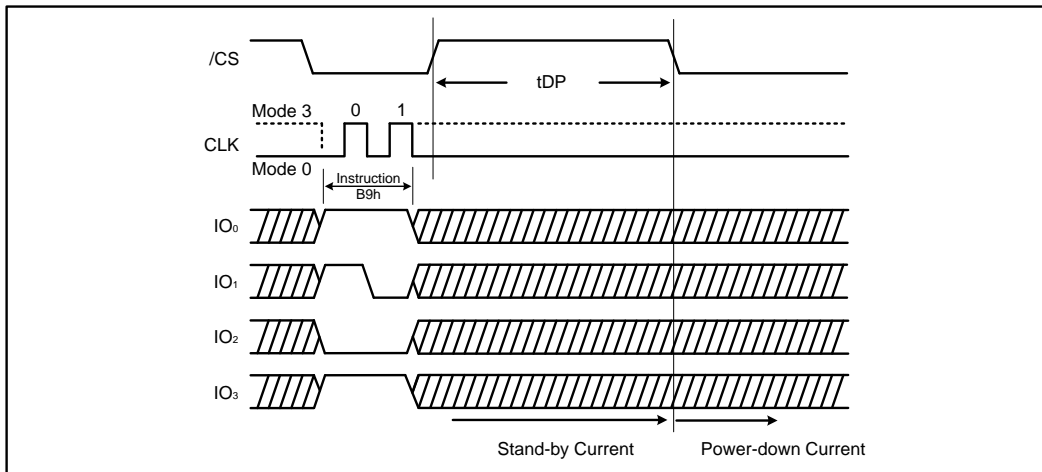 /CS
tDP
Mode 3
0 1
CLK
Mode 0
Instruction
B9h
IO₀
IO₁
IO₂
IO₃
Stand-by Current Power-down Current